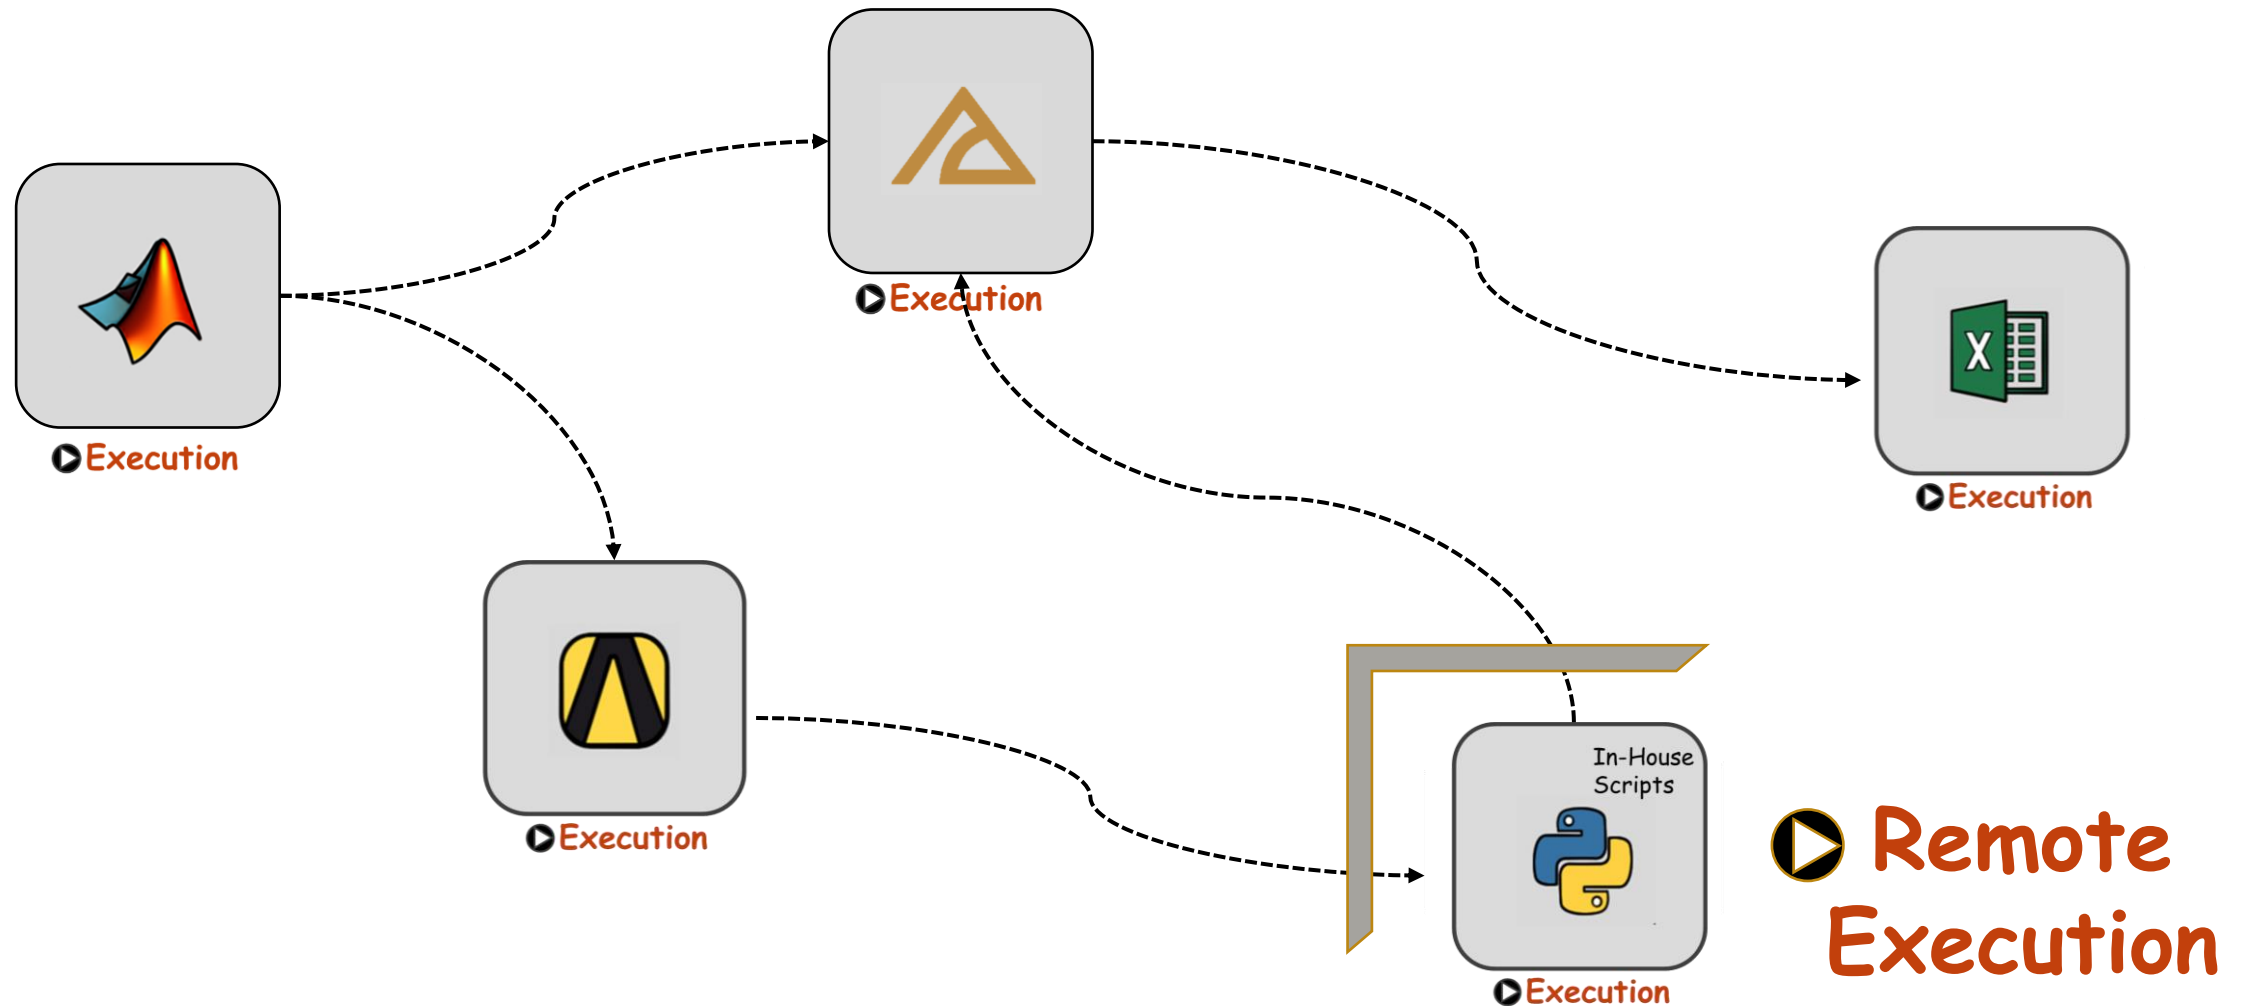 Execution
Execution
X
Execution
Execution
In-House
Scripts
Execution
Remote
Execution